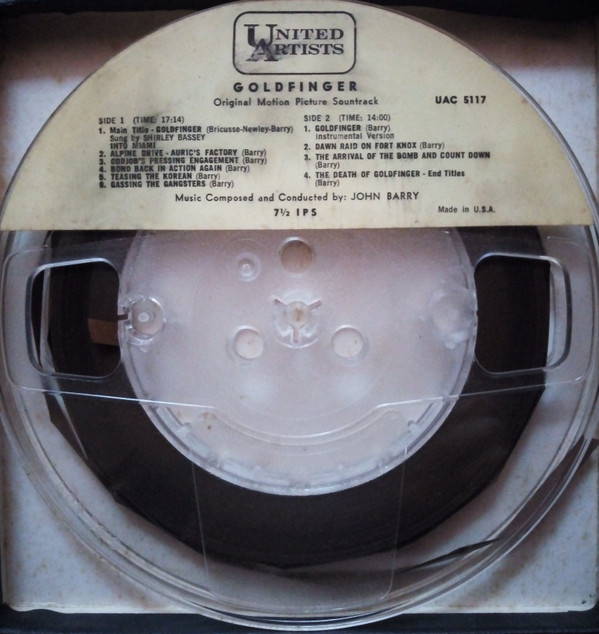 UNITED
ARTISTS
GOLDFINGER
Original Motion Picture Sountrack
UAC 5117
SIDE 1 (TIME: 17:14)
1. Main Title - GOLDFINGER (Bricusse-Newley-Barry)
Sung by SHIRLEY BASSEY
INTO MIAMI
2. ALPINE DRIVE - AURIC'S FACTORY (Barry)
3. ODDJOB'S PRESSING ENGAGEMENT (Barry)
4. BOND BACK IN ACTION AGAIN (Barry)
5. TEASING THE KOREAN (Barry)
6. GASSING THE GANGSTERS (Barry)
SIDE 2 (TIME: 14:00)
1. GOLDFINGER (Barry)
Instrumental Version
2. DAWN RAID ON FORT KNOX (Barry)
3. THE ARRIVAL OF THE BOMB AND COUNT DOWN
(Barry)
4. THE DEATH OF GOLDFINGER - End Titles
(Barry)
Music Composed and Conducted by: JOHN BARRY
7½ IPS
Made in U.S.A.